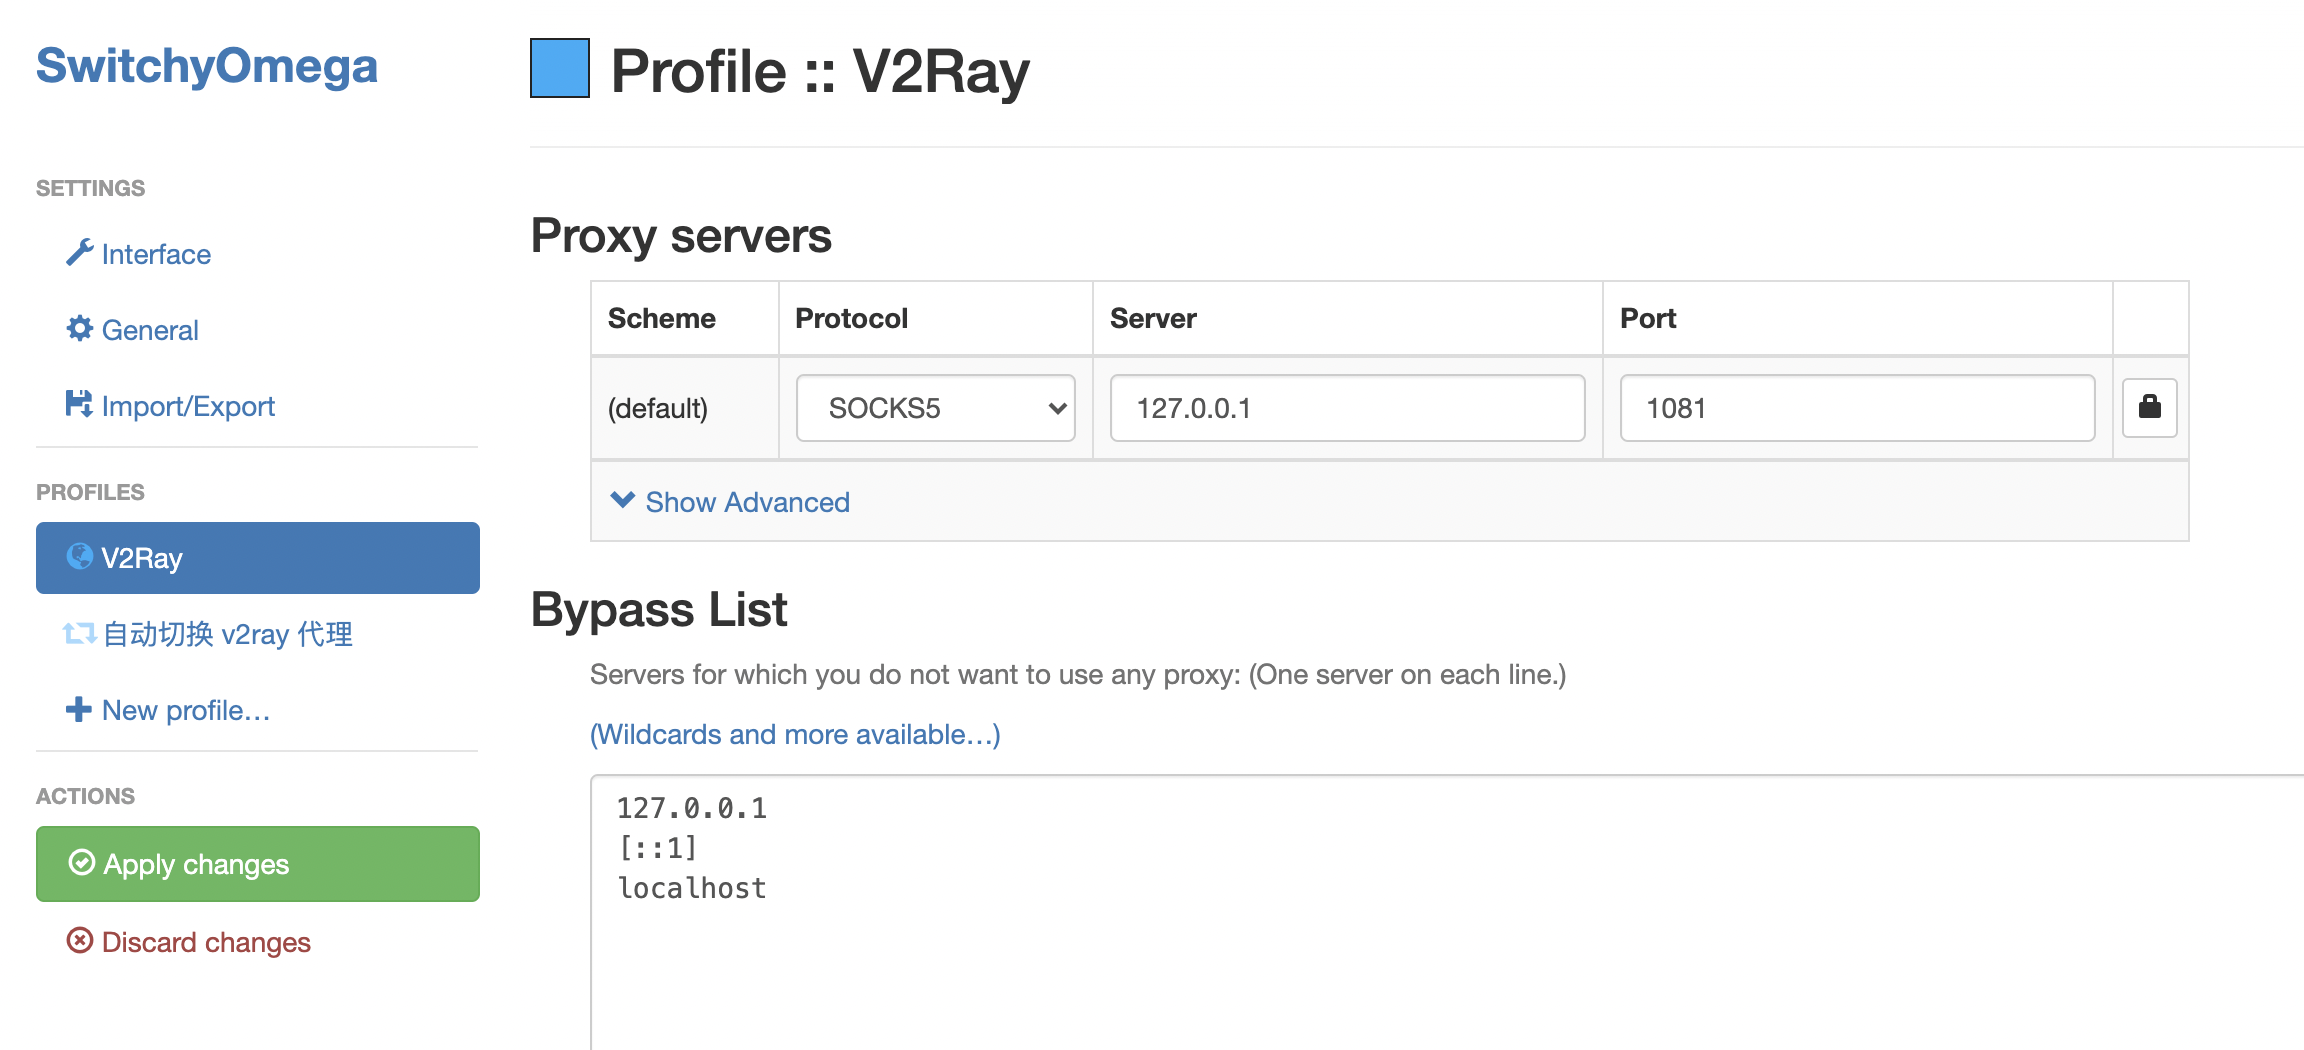 SwitchyOmega
SETTINGS
Interface
General
Import/Export
PROFILES
V2Ray
自动切换 v2ray 代理
New profile…
ACTIONS
Apply changes
Discard changes
Profile :: V2Ray
Proxy servers
Scheme Protocol Server Port
(default) SOCKS5 127.0.0.1 1081
Show Advanced
Bypass List
Servers for which you do not want to use any proxy: (One server on each line.)
(Wildcards and more available…)
127.0.0.1
[::1]
localhost